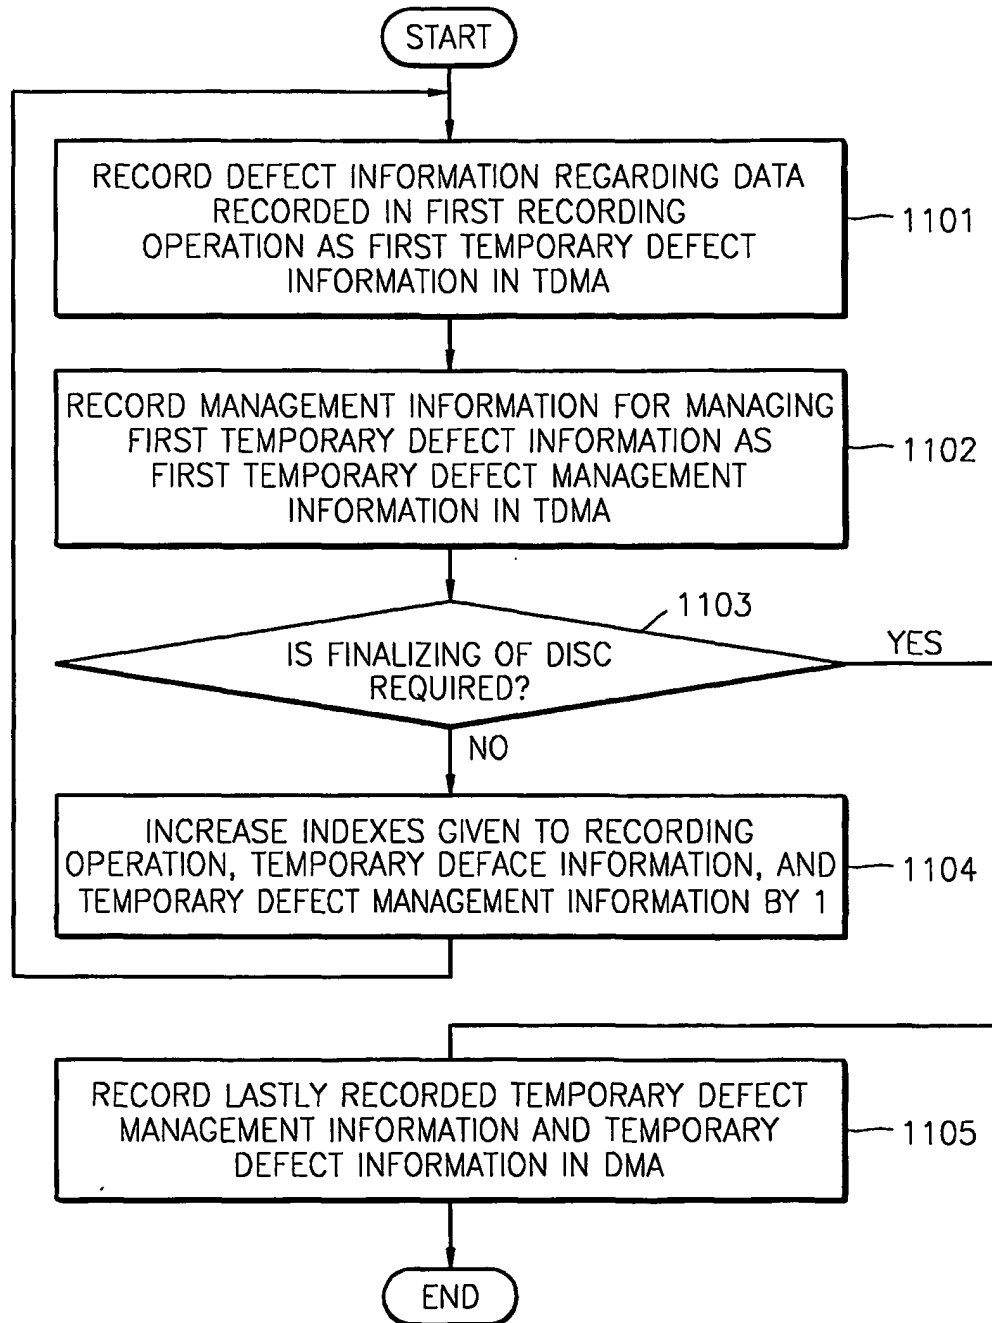 START
RECORD DEFECT INFORMATION REGARDING DATA
RECORDED IN FIRST RECORDING
OPERATION AS FIRST TEMPORARY DEFECT
INFORMATION IN TDMA
1101
RECORD MANAGEMENT INFORMATION FOR MANAGING
FIRST TEMPORARY DEFECT INFORMATION AS
FIRST TEMPORARY DEFECT MANAGEMENT
INFORMATION IN TDMA
1102
1103
IS FINALIZING OF DISC
REQUIRED?
YES
NO
INCREASE INDEXES GIVEN TO RECORDING
OPERATION, TEMPORARY DEFACE INFORMATION, AND
TEMPORARY DEFECT MANAGEMENT INFORMATION BY 1
1104
RECORD LASTLY RECORDED TEMPORARY DEFECT
MANAGEMENT INFORMATION AND TEMPORARY
DEFECT INFORMATION IN DMA
1105
END